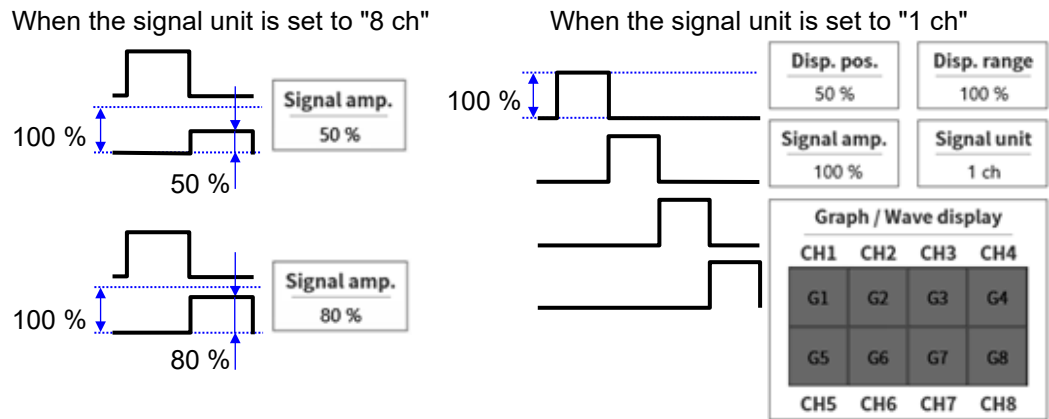 When the signal unit is set to "8 ch"
Signal amp.
50 %
100 %
50 %
Signal amp.
80 %
100 %
80 %
When the signal unit is set to "1 ch"
100 %
Disp. pos.
50 %
Disp. range
100 %
Signal amp.
100 %
Signal unit
1 ch
Graph / Wave display
CH1 CH2 CH3 CH4
G1 G2 G3 G4
G5 G6 G7 G8
CH5 CH6 CH7 CH8